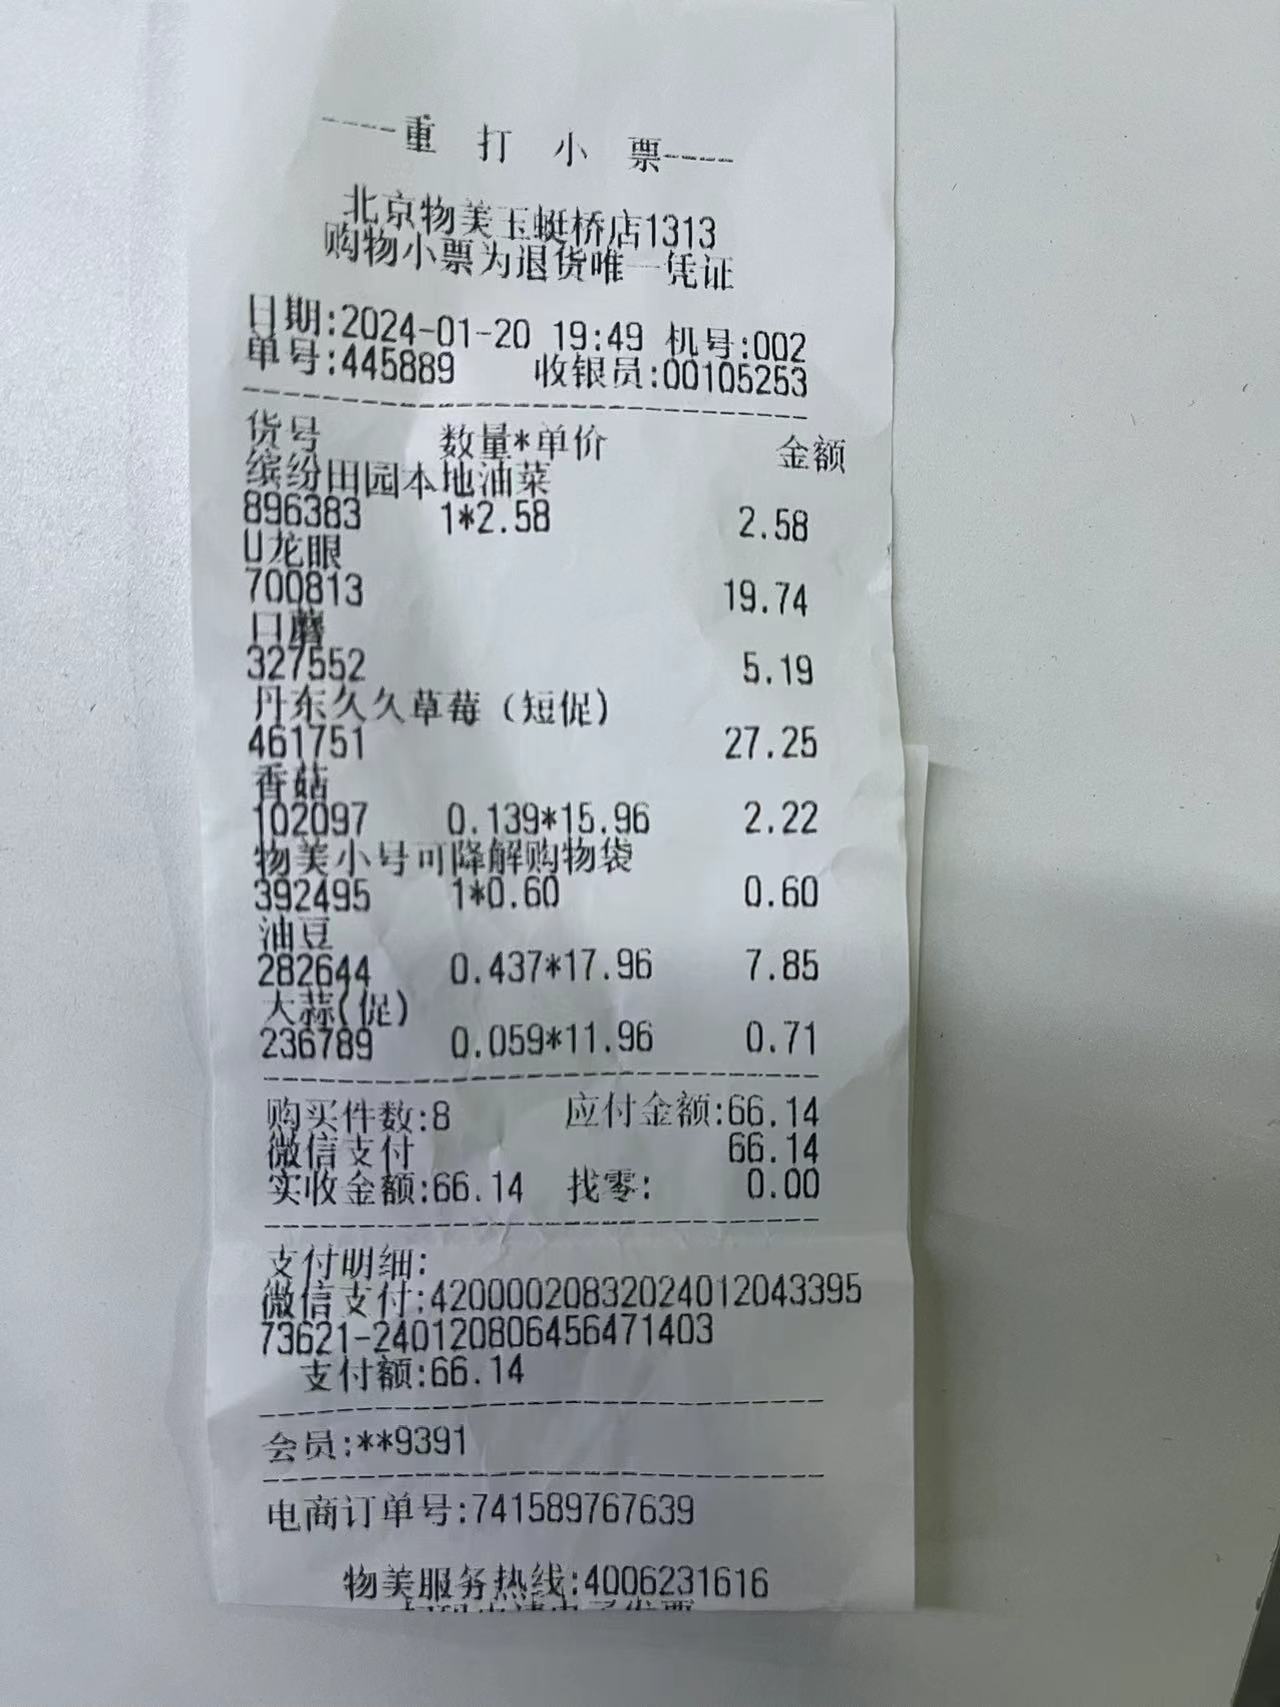 ----重 打 小 票----
北京物美玉蜓桥店1313
购物小票为退货唯一凭证
日期:2024-01-20 19:49 机号:002
单号:445889 收银员:00105253
货号 数量*单价 金额
缤纷田园本地油菜
896383 1*2.58 2.58
U龙眼
700813 19.74
口蘑
327552 5.19
丹东久久草莓（短促）
461751 27.25
香菇
102097 0.139*15.96 2.22
物美小号可降解购物袋
392495 1*0.60 0.60
油豆
282644 0.437*17.96 7.85
大蒜(促)
236789 0.059*11.96 0.71
购买件数:8 应付金额:66.14
微信支付 66.14
实收金额:66.14 找零: 0.00
支付明细:
微信支付:42000020832024012043395
73621-240120806456471403
支付额:66.14
会员:**9391
电商订单号:741589767639
物美服务热线:4006231616